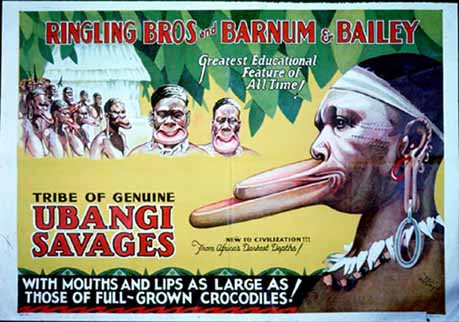 RINGLING BROS and BARNUM & BAILEY
Greatest Educational
Feature of
All Time!
TRIBE OF GENUINE
UBANGI
SAVAGES
NEW TO CIVILIZATION!!!
From Africa's Darkest Depths!
WITH MOUTHS AND LIPS AS LARGE AS
THOSE OF FULL-GROWN CROCODILES!